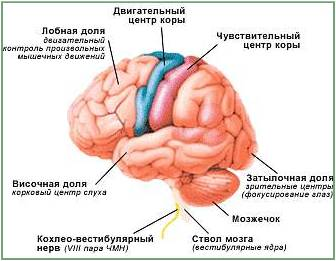 Двигательный
центр коры
Лобная доля
двигательный
контроль произвольных
мышечных движений
Чувствительный
центр коры
Височная доля
корковый центр слуха
Затылочная доля
зрительные центры
(фокусирование глаз)
Мозжечок
Кохлео-вестибулярный
нерв (VIII пара ЧМН)
Ствол мозга
(вестибулярные ядра)